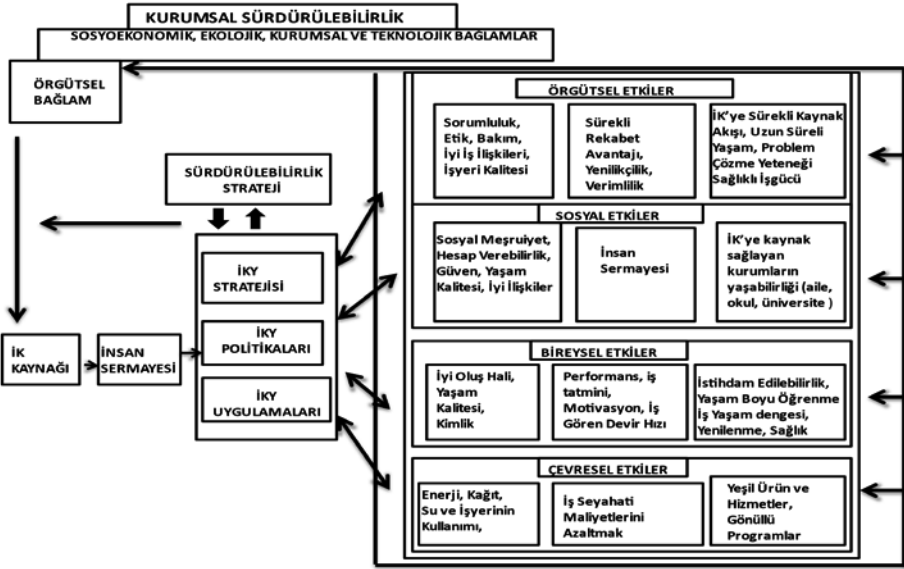 KURUMSAL SÜRDÜRÜLEBİLİRLİK
SOSYOEKONOMİK, EKOLOJİK, KURUMSAL VE TEKNOLOJİK BAĞLAMLAR
ÖRGÜTSEL
BAĞLAM
SÜRDÜRÜLEBİLİRLİK
STRATEJİ
İKY
STRATEJİSİ
İKY
POLİTİKALARI
İKY
UYGULAMALARI
İK
KAYNAĞI
İNSAN
SERMAYESİ
ÖRGÜTSEL ETKİLER
Sorumluluk,
Etik, Bakım,
İyi İş İlişkileri,
İşyeri Kalitesi
Sürekli
Rekabet
Avantajı,
Yenilikçilik,
Verimlilik
İK'ye Sürekli Kaynak
Akışı, Uzun Süreli
Yaşam, Problem
Çözme Yeteneği
Sağlıklı İşgücü
SOSYAL ETKİLER
Sosyal Meşruiyet,
Hesap Verebilirlik,
Güven, Yaşam
Kalitesi, İyi İlişkiler
İnsan
Sermayesi
İK'ye kaynak
sağlayan
kurumların
yaşabilirliği (aile,
okul, üniversite )
BİREYSEL ETKİLER
İyi Oluş Hali,
Yaşam
Kalitesi,
Kimlik
Performans, iş
tatmini,
Motivasyon, İş
Gören Devir Hızı
İstihdam Edilebilirlik,
Yaşam Boyu Öğrenme
İş Yaşam dengesi,
Yenilenme, Sağlık
ÇEVRESEL ETKİLER
Enerji, Kağıt,
Su ve İşyerinin
Kullanımı,
İş Seyahati
Maliyetlerini
Azaltmak
Yeşil Ürün ve
Hizmetler,
Gönüllü
Programlar